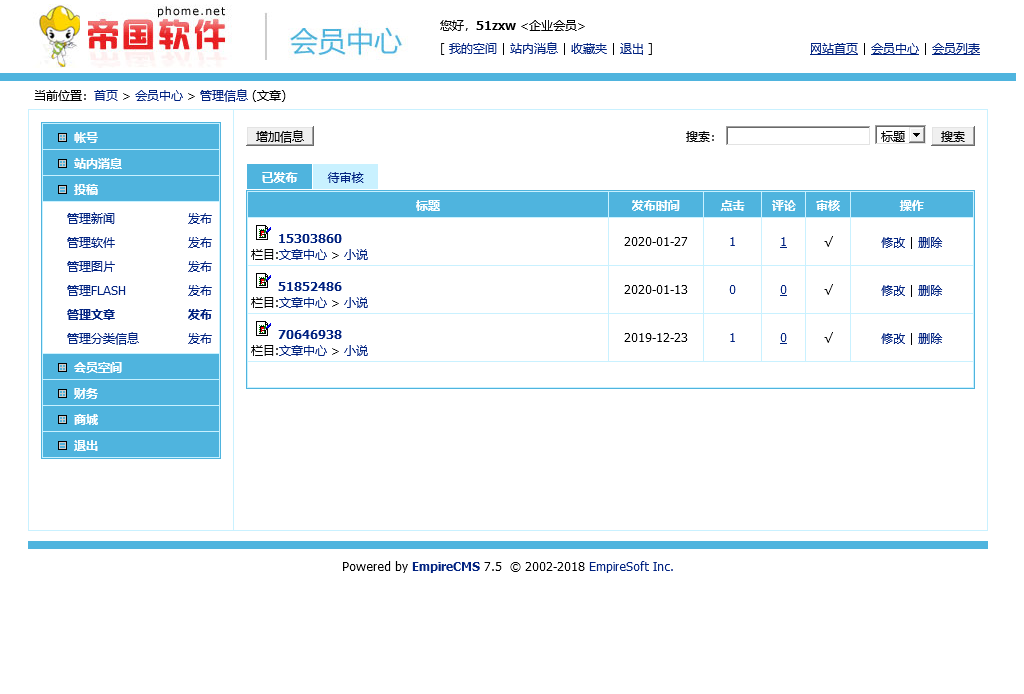 phome.net
帝国软件
会员中心
您好，51zxw <企业会员>
[ 我的空间 | 站内消息 | 收藏夹 | 退出 ]
网站首页 | 会员中心 | 会员列表
当前位置：首页 > 会员中心 > 管理信息 (文章)
帐号
站内消息
投稿
管理新闻 发布
管理软件 发布
管理图片 发布
管理FLASH 发布
管理文章 发布
管理分类信息 发布
会员空间
财务
商城
退出
增加信息 搜索： 标题 搜索
已发布 待审核
标题 发布时间 点击 评论 审核 操作
15303860 2020-01-27 1 1 √ 修改 | 删除
栏目:文章中心 > 小说
51852486 2020-01-13 0 0 √ 修改 | 删除
栏目:文章中心 > 小说
70646938 2019-12-23 1 0 √ 修改 | 删除
栏目:文章中心 > 小说
Powered by EmpireCMS 7.5 © 2002-2018 EmpireSoft Inc.